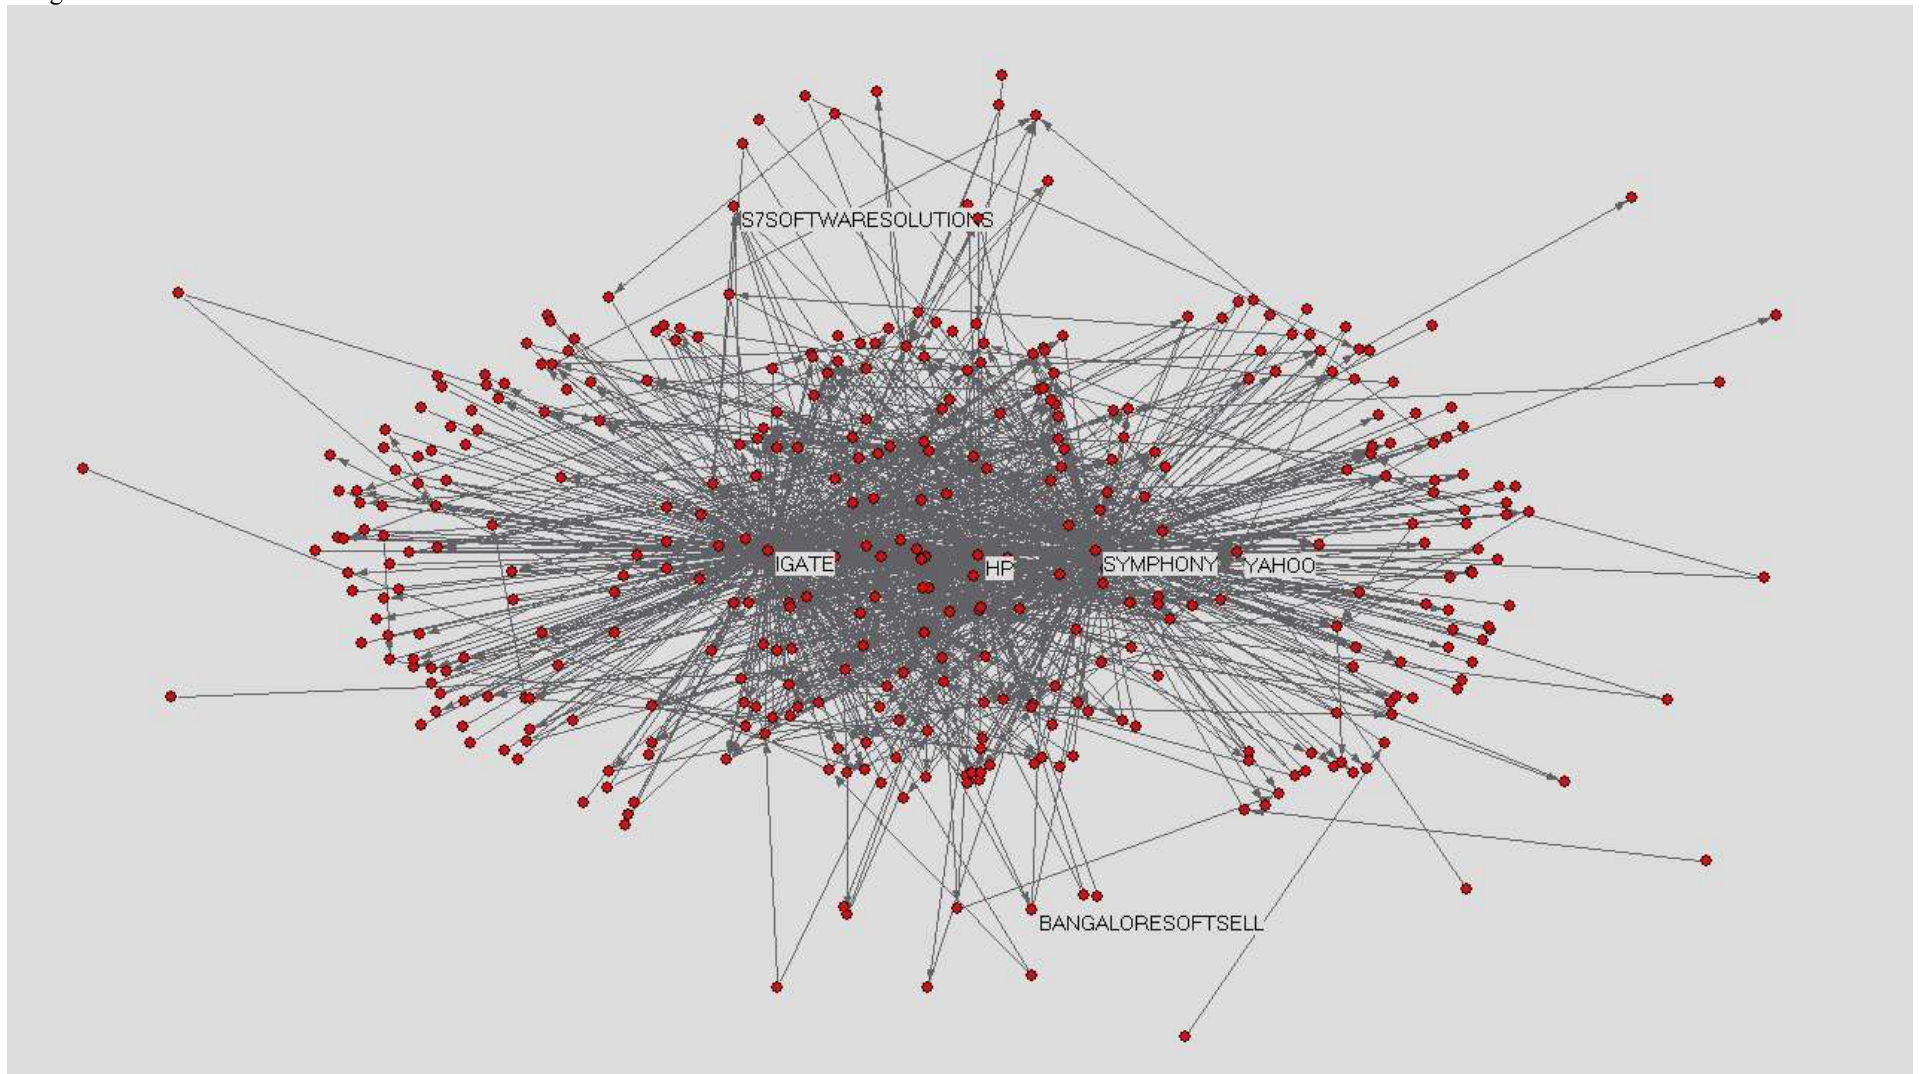 S7SOFTWARESOLUTIONS
IGATE
HP
SYMPHONY
YAHOO
BANGALORESOFTSELL